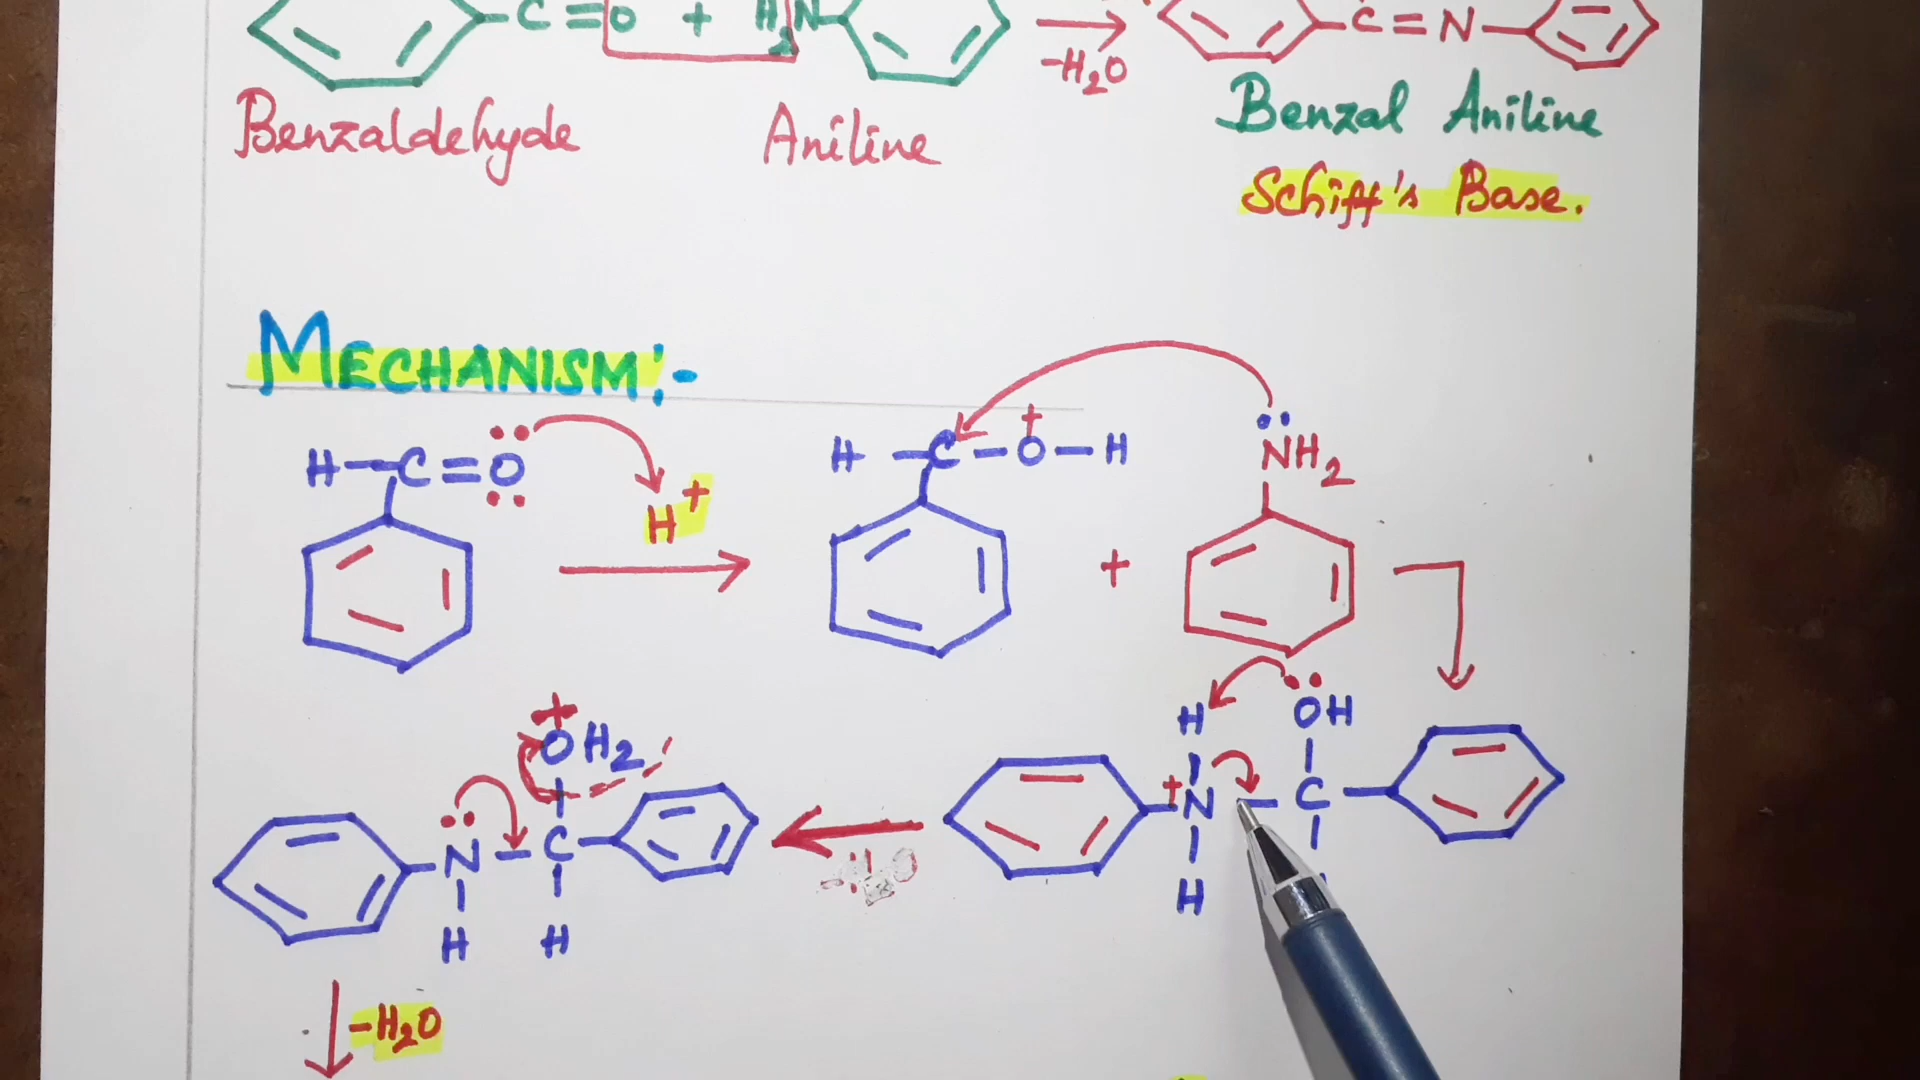 C=O + H2N -H2O C=N
Benzaldehyde Aniline Benzal Aniline
Schiff's Base.
MECHANISM:-
H-C=O H+ H-C-O-H + NH2
+
H OH
+N-C
H
+
OH2
N-C
H H
-H2O